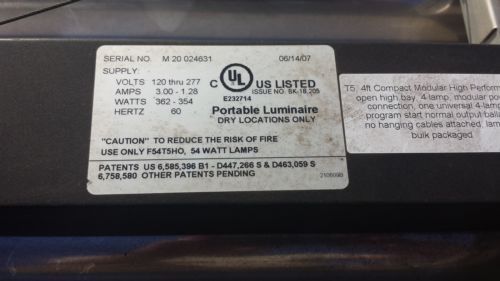 SERIAL NO. M 20 024631 06/14/07
SUPPLY:
VOLTS 120 thru 277
AMPS 3.00 - 1.28
WATTS 362 - 354
HERTZ 60
C UL US LISTED
ISSUE NO. BK-18,205
E232714
Portable Luminaire
DRY LOCATIONS ONLY
"CAUTION" TO REDUCE THE RISK OF FIRE
USE ONLY F54T5HO, 54 WATT LAMPS
PATENTS US 6,585,396 B1 - D447,266 S & D463,059 S
6,758,580 OTHER PATENTS PENDING
T5 4ft Compact Modular High Perform
open high bay, 4-lamp, modular po
connection, one universal 4-lam
program start normal output balla
no hanging cables attached, lam
bulk packaged